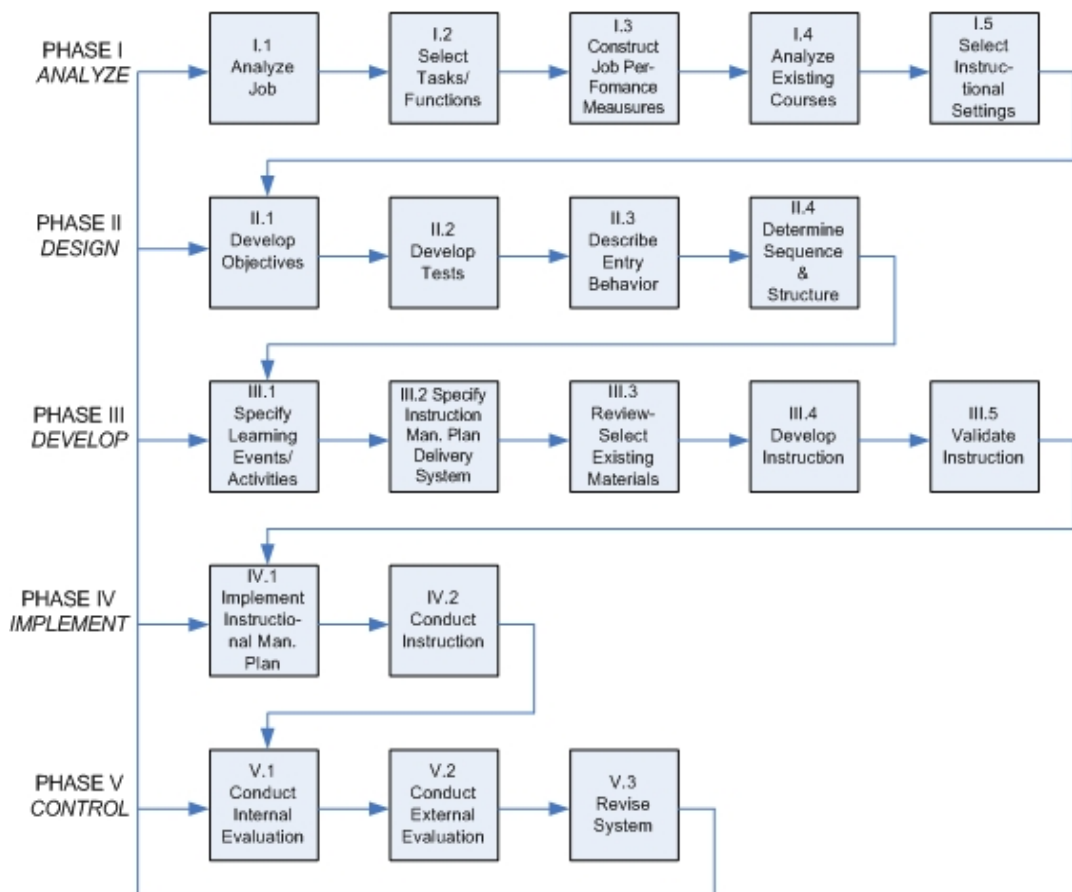 PHASE I
ANALYZE
I.1
Analyze
Job
I.2
Select
Tasks/
Functions
I.3
Construct
Job Per-
Fomance
Meausures
I.4
Analyze
Existing
Courses
I.5
Select
Instruc-
tional
Settings
PHASE II
DESIGN
II.1
Develop
Objectives
II.2
Develop
Tests
II.3
Describe
Entry
Behavior
II.4
Determine
Sequence
&
Structure
PHASE III
DEVELOP
III.1
Specify
Learning
Events/
Activities
III.2 Specify
Instruction
Man. Plan
Delivery
System
III.3
Review-
Select
Existing
Materials
III.4
Develop
Instruction
III.5
Validate
Instruction
PHASE IV
IMPLEMENT
IV.1
Implement
Instructio-
nal Man.
Plan
IV.2
Conduct
Instruction
PHASE V
CONTROL
V.1
Conduct
Internal
Evaluation
V.2
Conduct
External
Evaluation
V.3
Revise
System